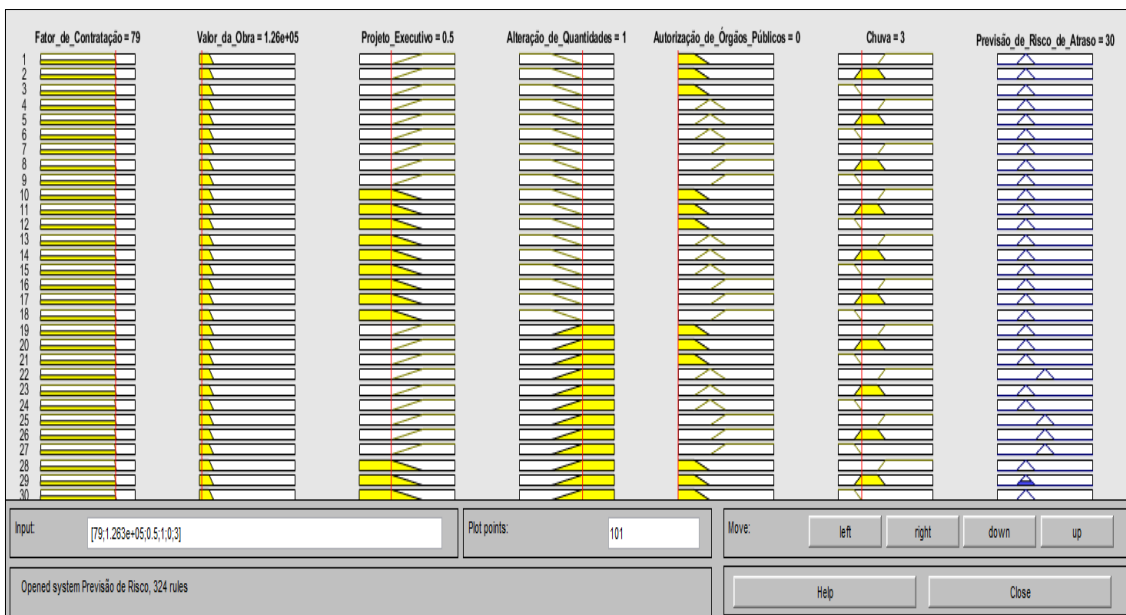 Fator_de_Contratação = 79
Valor_da_Obra = 1.26e+05
Projeto_Executivo = 0.5
Alteração_de_Quantidades = 1
Autorização_de_Órgãos_Públicos = 0
Chuva = 3
Previsão_de_Risco_de_Atraso = 30
1
2
3
4
5
6
7
8
9
10
11
12
13
14
15
16
17
18
19
20
21
22
23
24
25
26
27
28
29
30
Input:
[79;1.263e+05;0.5;1;0;3]
Plot points:
101
Move:
left
right
down
up
Opened system Previsão de Risco, 324 rules
Help
Close